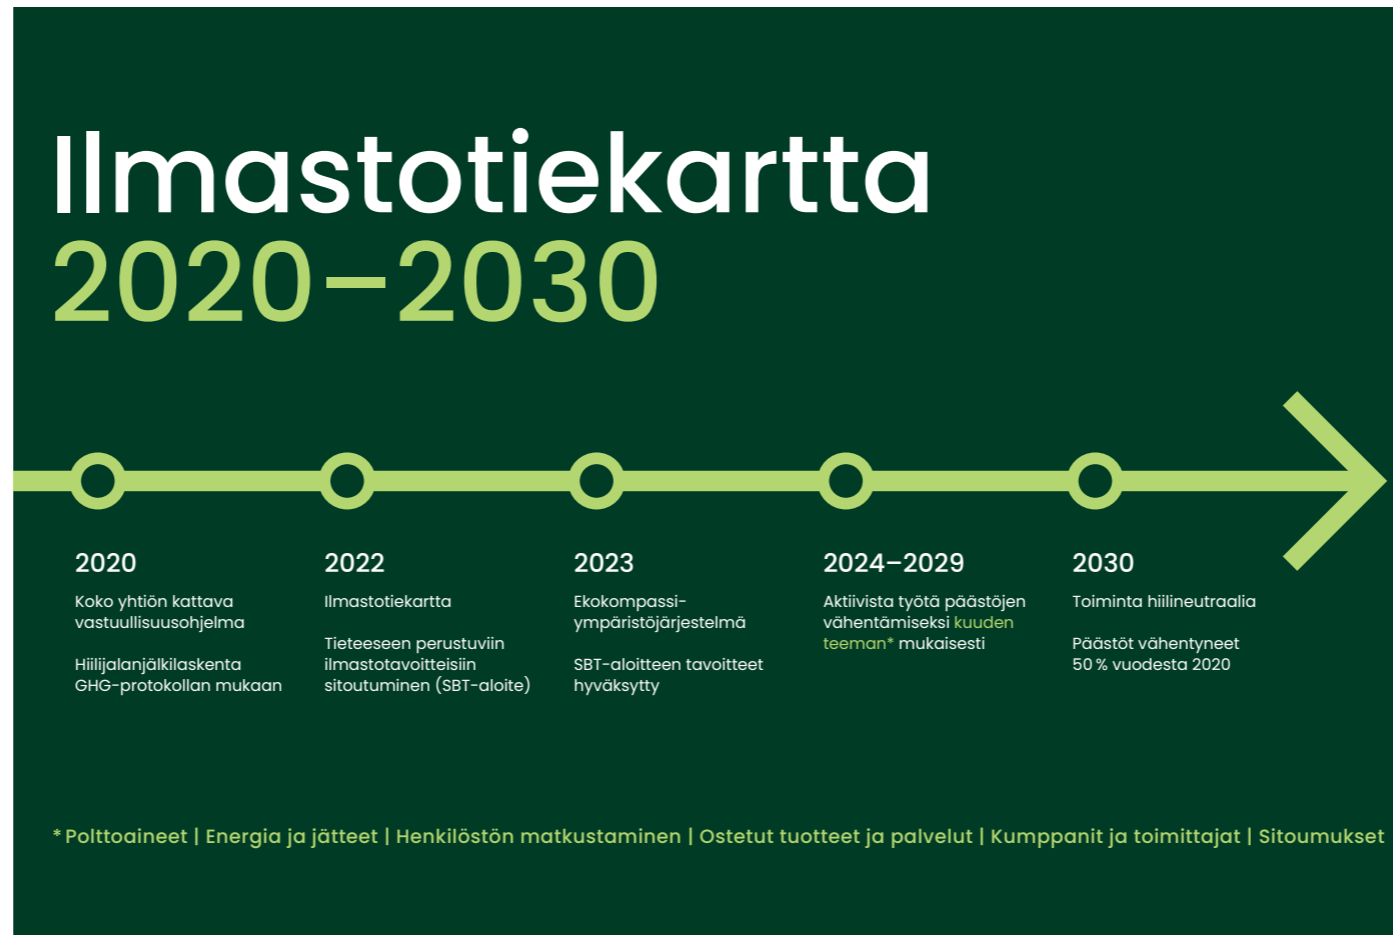 Ilmastotiekartta
2020–2030
2020
Koko yhtiön kattava
vastuullisuusohjelma
Hiilijalanjälkilaskenta
GHG-protokollan mukaan
2022
Ilmastotiekartta
Tieteeseen perustuviin
ilmastotavoitteisiin
sitoutuminen (SBT-aloite)
2023
Ekokompassi-
ympäristöjärjestelmä
SBT-aloitteen tavoitteet
hyväksytty
2024–2029
Aktiivista työtä päästöjen
vähentämiseksi kuuden
teeman* mukaisesti
2030
Toiminta hiilineutraalia
Päästöt vähentyneet
50 % vuodesta 2020
* Polttoaineet | Energia ja jätteet | Henkilöstön matkustaminen | Ostetut tuotteet ja palvelut | Kumppanit ja toimittajat | Sitoumukset